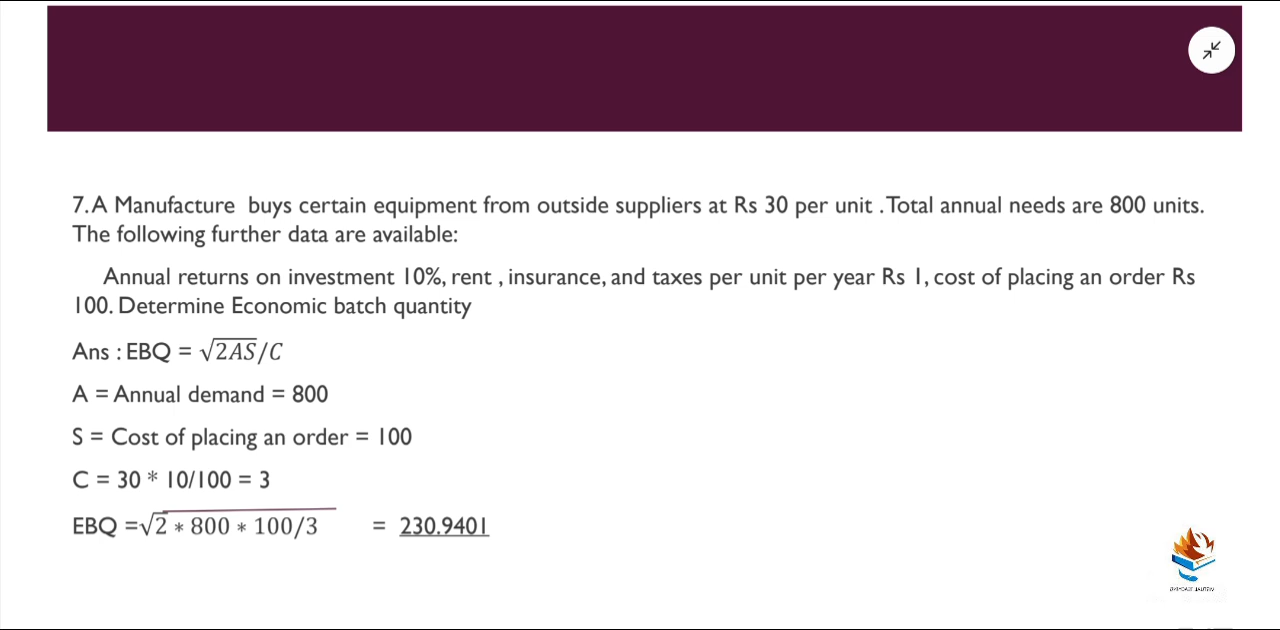 7. A Manufacture buys certain equipment from outside suppliers at Rs 30 per unit . Total annual needs are 800 units.
The following further data are available:
Annual returns on investment 10%, rent , insurance, and taxes per unit per year Rs 1, cost of placing an order Rs
100. Determine Economic batch quantity
Ans : EBQ = √2AS/C
A = Annual demand = 800
S = Cost of placing an order = 100
C = 30 * 10/100 = 3
EBQ =√2 * 800 * 100/3 = 230.9401